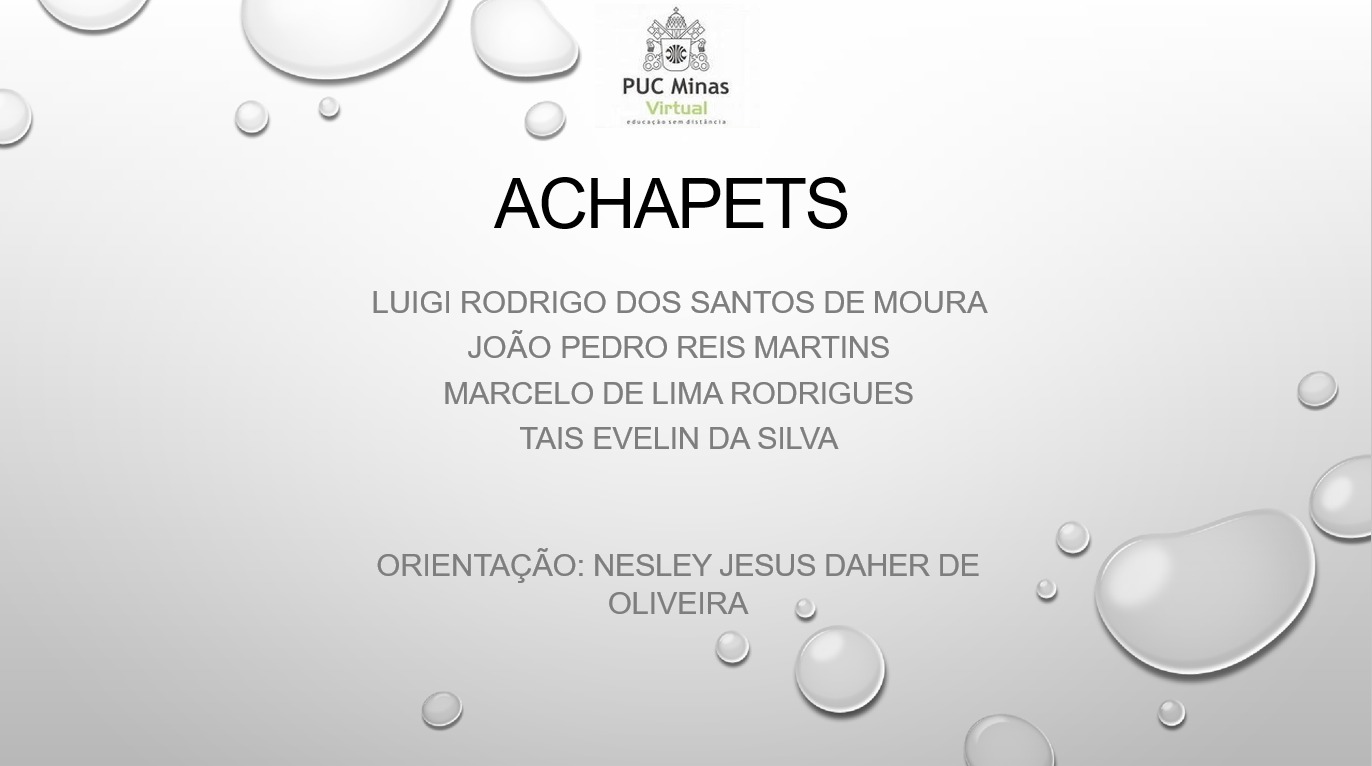 PUC Minas
Virtual
educação sem distância
ACHAPETS
LUIGI RODRIGO DOS SANTOS DE MOURA
JOÃO PEDRO REIS MARTINS
MARCELO DE LIMA RODRIGUES
TAIS EVELIN DA SILVA
ORIENTAÇÃO: NESLEY JESUS DAHER DE
OLIVEIRA